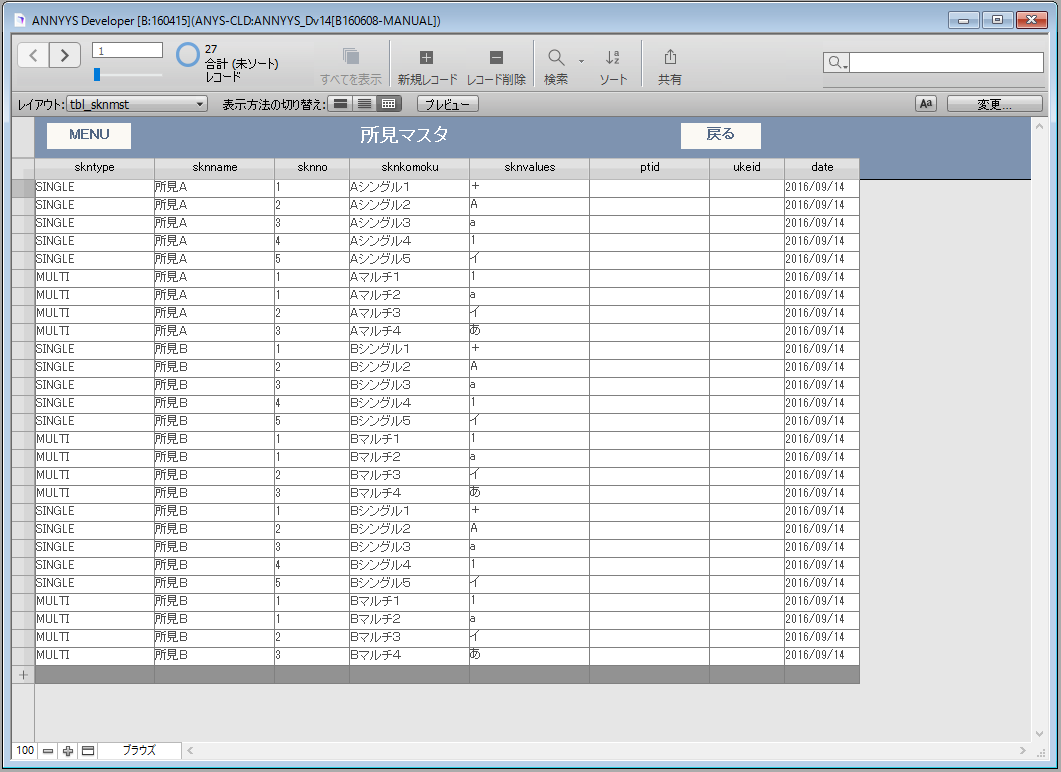 ANNYYS Developer [B:160415](ANYS-CLD:ANNYYS_Dv14[B160608-MANUAL])
1
27
合計 (未ソート)
レコード
すべてを表示 新規レコード レコード削除 検索 ソート 共有
レイアウト: tbl_sknmst 表示方法の切り替え: プレビュー Aa 変更...
MENU 所見マスタ 戻る
skntype sknname sknno sknkomoku sknvalues ptid ukeid date
SINGLE 所見A 1 Aシングル1 + 2016/09/14
SINGLE 所見A 2 Aシングル2 A 2016/09/14
SINGLE 所見A 3 Aシングル3 a 2016/09/14
SINGLE 所見A 4 Aシングル4 1 2016/09/14
SINGLE 所見A 5 Aシングル5 イ 2016/09/14
MULTI 所見A 1 Aマルチ1 1 2016/09/14
MULTI 所見A 1 Aマルチ2 a 2016/09/14
MULTI 所見A 2 Aマルチ3 イ 2016/09/14
MULTI 所見A 3 Aマルチ4 あ 2016/09/14
SINGLE 所見B 1 Bシングル1 + 2016/09/14
SINGLE 所見B 2 Bシングル2 A 2016/09/14
SINGLE 所見B 3 Bシングル3 a 2016/09/14
SINGLE 所見B 4 Bシングル4 1 2016/09/14
SINGLE 所見B 5 Bシングル5 イ 2016/09/14
MULTI 所見B 1 Bマルチ1 1 2016/09/14
MULTI 所見B 1 Bマルチ2 a 2016/09/14
MULTI 所見B 2 Bマルチ3 イ 2016/09/14
MULTI 所見B 3 Bマルチ4 あ 2016/09/14
SINGLE 所見B 1 Bシングル1 + 2016/09/14
SINGLE 所見B 2 Bシングル2 A 2016/09/14
SINGLE 所見B 3 Bシングル3 a 2016/09/14
SINGLE 所見B 4 Bシングル4 1 2016/09/14
SINGLE 所見B 5 Bシングル5 イ 2016/09/14
MULTI 所見B 1 Bマルチ1 1 2016/09/14
MULTI 所見B 1 Bマルチ2 a 2016/09/14
MULTI 所見B 2 Bマルチ3 イ 2016/09/14
MULTI 所見B 3 Bマルチ4 あ 2016/09/14
100 ブラウズ